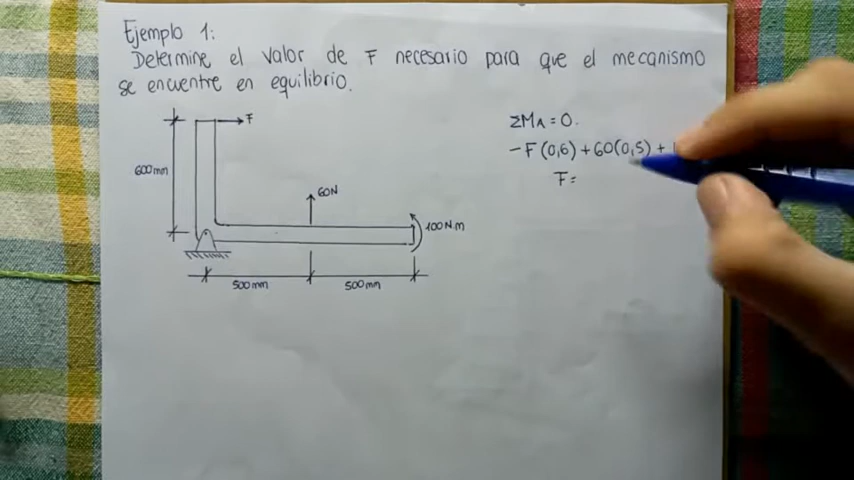 Ejemplo 1:
Determine el valor de F necesario para que el mecanismo
se encuentre en equilibrio.
F
600mm
60N
100N.m
500mm
500mm
ΣMA = 0.
-F(0,6) + 60(0,5) +
F=